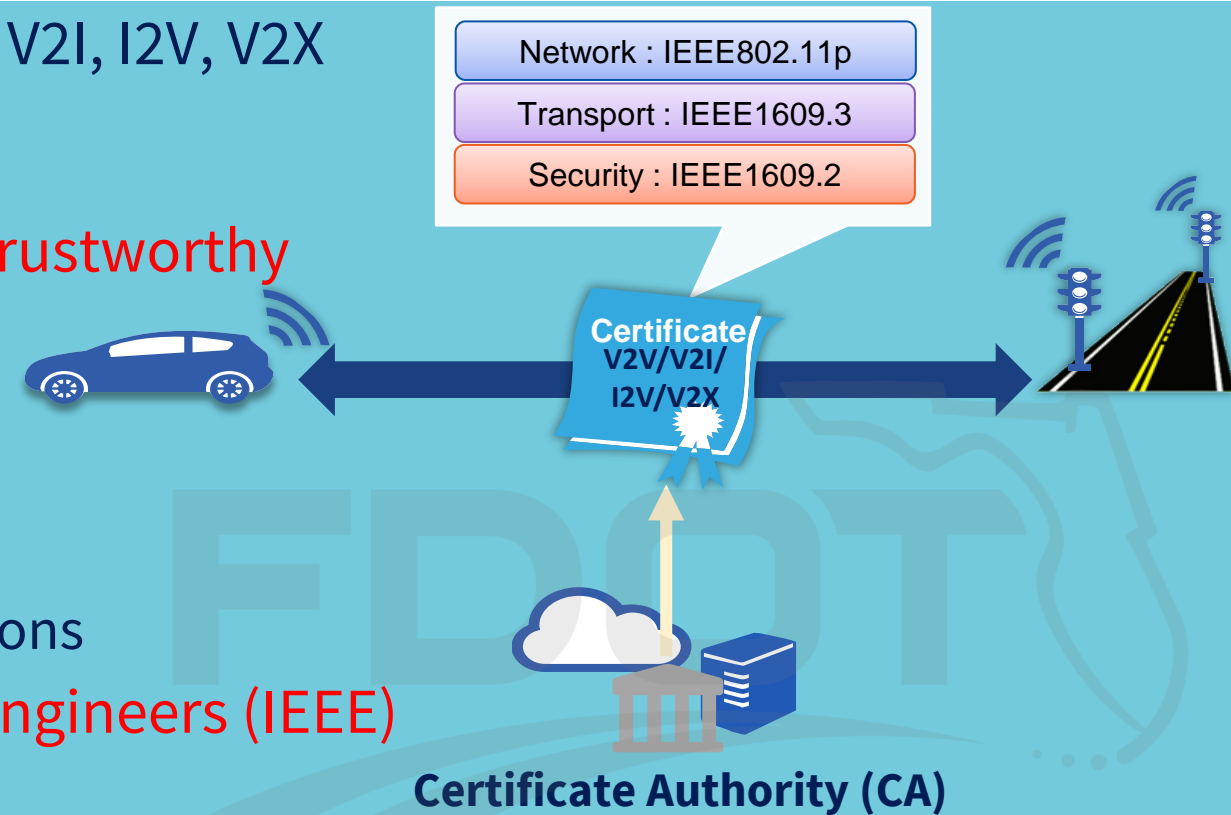 V2I, I2V, V2X
Network : IEEE802.11p
Transport : IEEE1609.3
Security : IEEE1609.2
rustworthy
Certificate
V2V/V2I/
I2V/V2X
FDOT
ons
ngineers (IEEE)
Certificate Authority (CA)